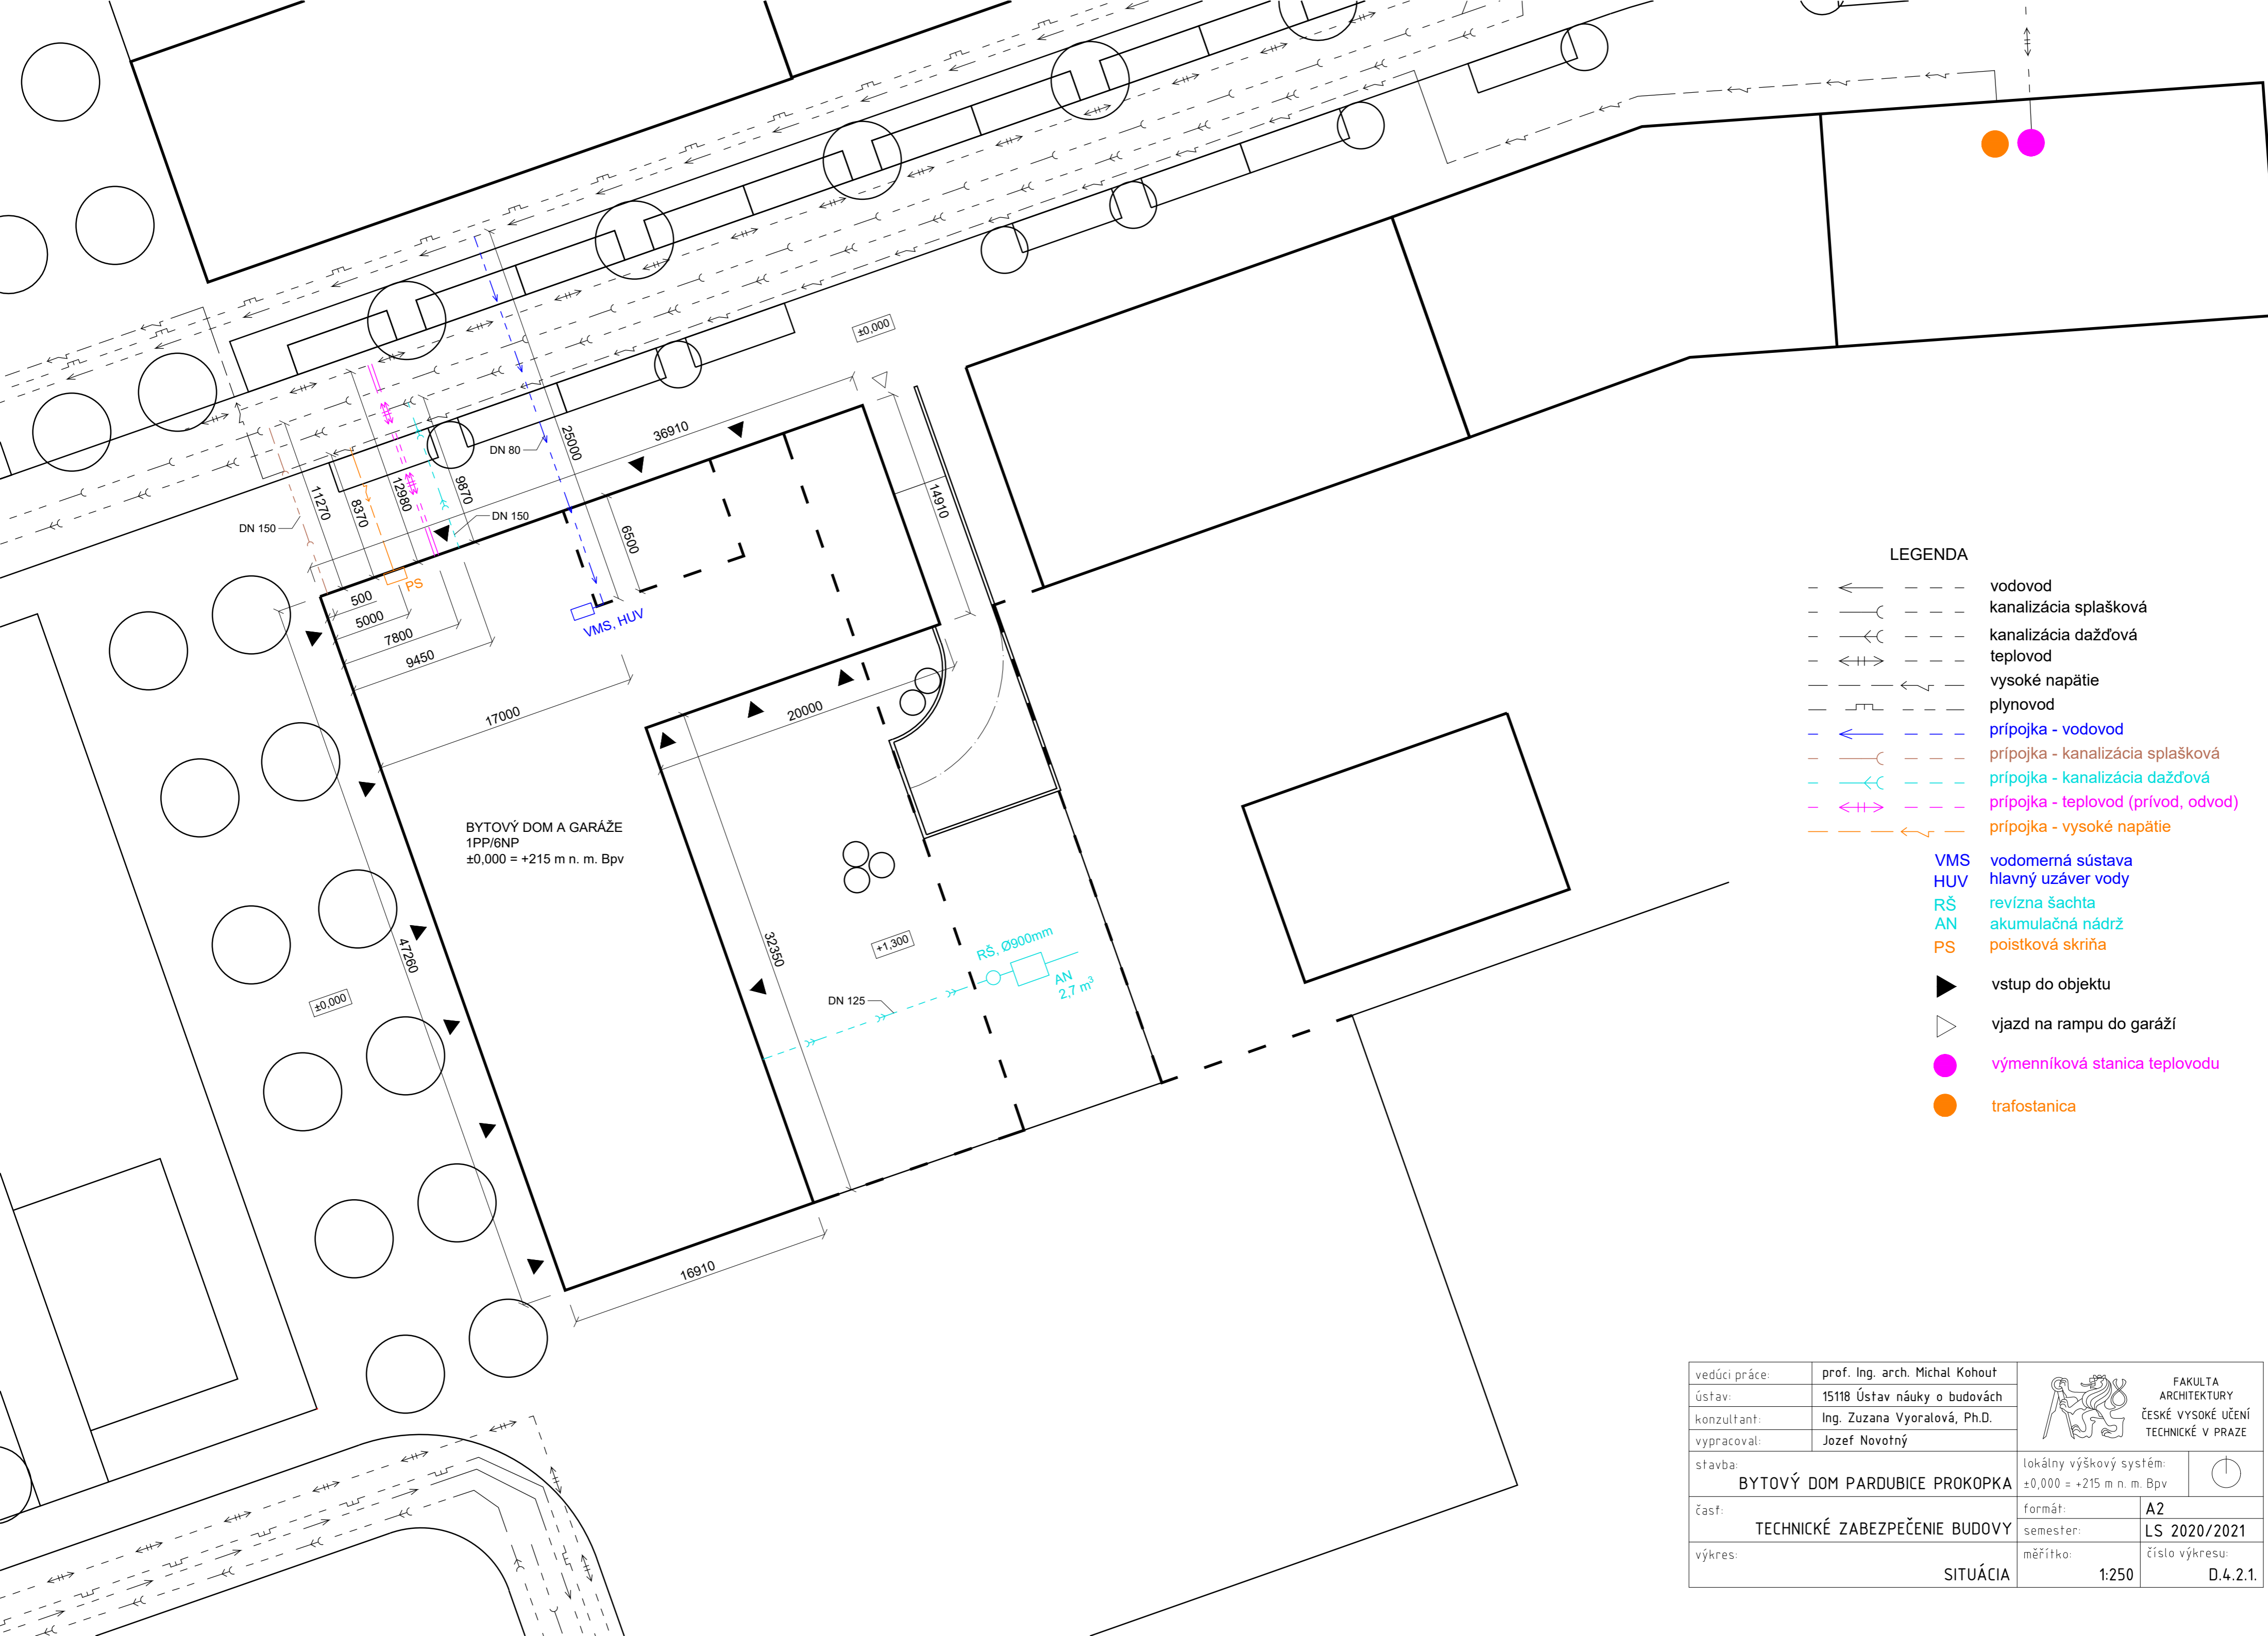 ±0,000
DN 80
25000
36910
11270
8370
12980
9870
14910
DN 150
DN 150
6500
PS
500
5000
7800
9450
VMS, HUV
17000
20000
BYTOVÝ DOM A GARÁŽE
1PP/6NP
±0,000 = +215 m n. m. Bpv
47260
32350
+1,300
RŠ, Ø900mm
AN
2,7 m³
DN 125
±0,000
16910
LEGENDA
vodovod
kanalizácia splašková
kanalizácia dažďová
teplovod
vysoké napätie
plynovod
prípojka - vodovod
prípojka - kanalizácia splašková
prípojka - kanalizácia dažďová
prípojka - teplovod (prívod, odvod)
prípojka - vysoké napätie
VMS vodomerná sústava
HUV hlavný uzáver vody
RŠ revízna šachta
AN akumulačná nádrž
PS poistková skriňa
vstup do objektu
vjazd na rampu do garáží
výmenníková stanica teplovodu
trafostanica
vedúci práce: prof. Ing. arch. Michal Kohout
ústav: 15118 Ústav náuky o budovách
konzultant: Ing. Zuzana Vyoralová, Ph.D.
vypracoval: Jozef Novotný
FAKULTA
ARCHITEKTURY
ČESKÉ VYSOKÉ UČENÍ
TECHNICKÉ V PRAZE
stavba:
BYTOVÝ DOM PARDUBICE PROKOPKA
lokálny výškový systém:
±0,000 = +215 m n. m. Bpv
časť:
TECHNICKÉ ZABEZPEČENIE BUDOVY
formát: A2
semester: LS 2020/2021
výkres:
SITUÁCIA
měřítko:
1:250
číslo výkresu:
D.4.2.1.